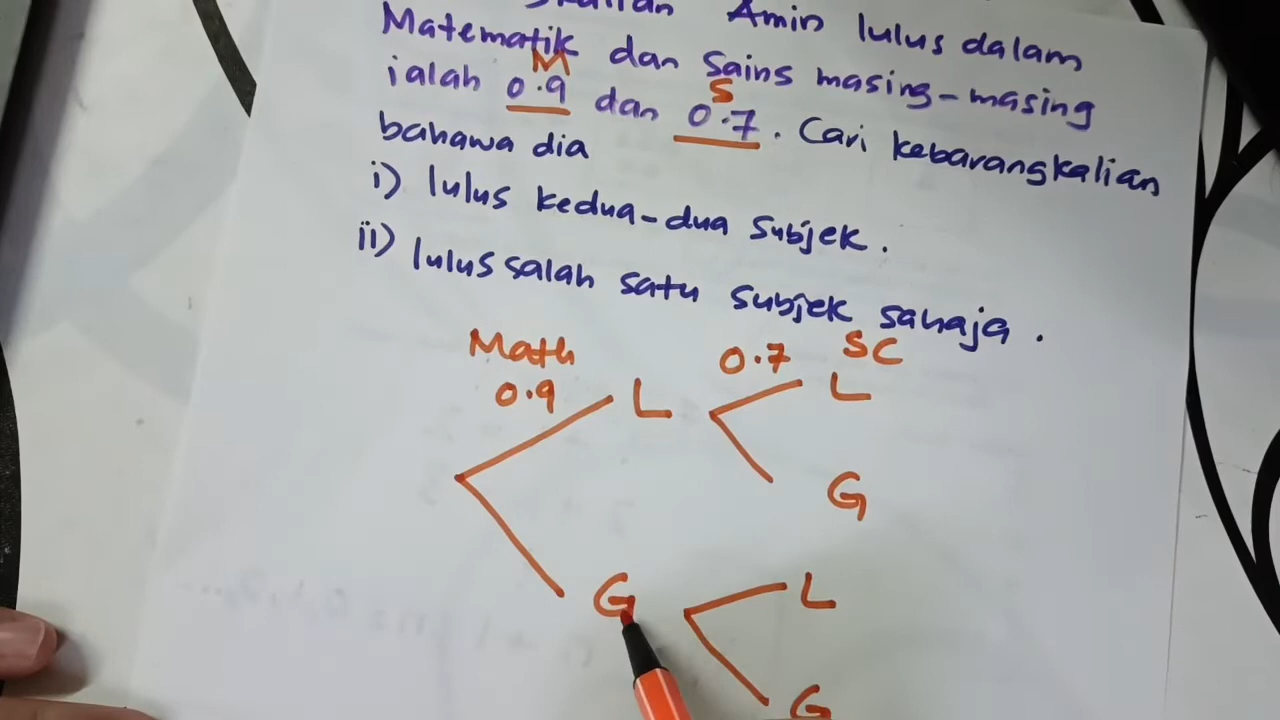 Amin lulus dalam
Matematik dan Sains masing-masing
M S
ialah 0.9 dan 0.7. Cari kebarangkalian
bahawa dia
i) lulus kedua-dua subjek.
ii) lulus salah satu subjek sahaja.
Math 0.7 SC
0.9 L L
G
G L
G